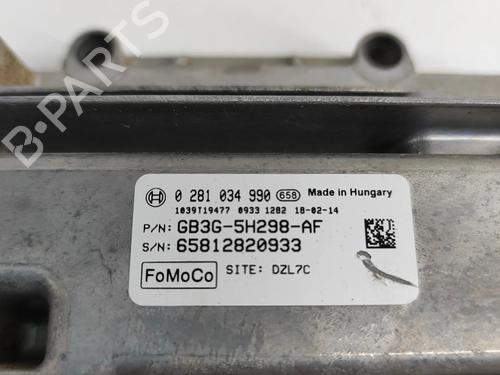 BOSCH 0 281 034 990 658 Made in Hungary
1039T19477 0933 1282 18-02-14
P/N: GB3G-5H298-AF
S/N: 65812820933
FoMoCo SITE: DZL7C
B-PARTS